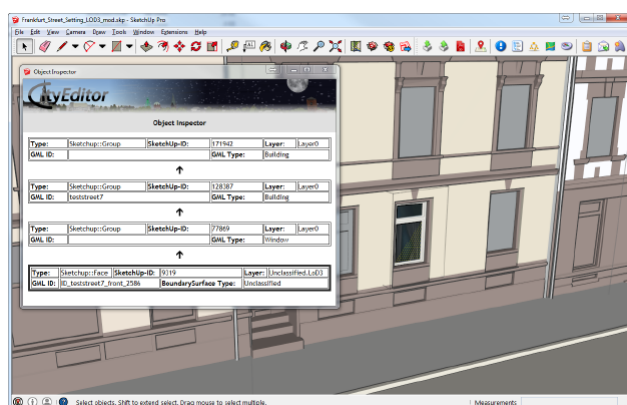 Frankfurt_Street_Setting_LOD3_mod.skp - SketchUp Pro
File Edit View Camera Draw Tools Window Extensions Help
Object Inspector
CityEditor
Object Inspector
Type: Sketchup::Group SketchUp-ID: 171942 Layer: Layer0
GML ID: GML Type: Building
Type: Sketchup::Group SketchUp-ID: 128387 Layer: Layer0
GML ID: teststreet7 GML Type: Building
Type: Sketchup::Group SketchUp-ID: 77869 Layer: Layer0
GML ID: GML Type: Window
Type: Sketchup::Face SketchUp-ID: 9319 Layer: Unclassified.LoD3
GML ID: ID_teststreet7_front_2586 BoundarySurface Type: Unclassified
Select objects. Shift to extend select. Drag mouse to select multiple. Measurements